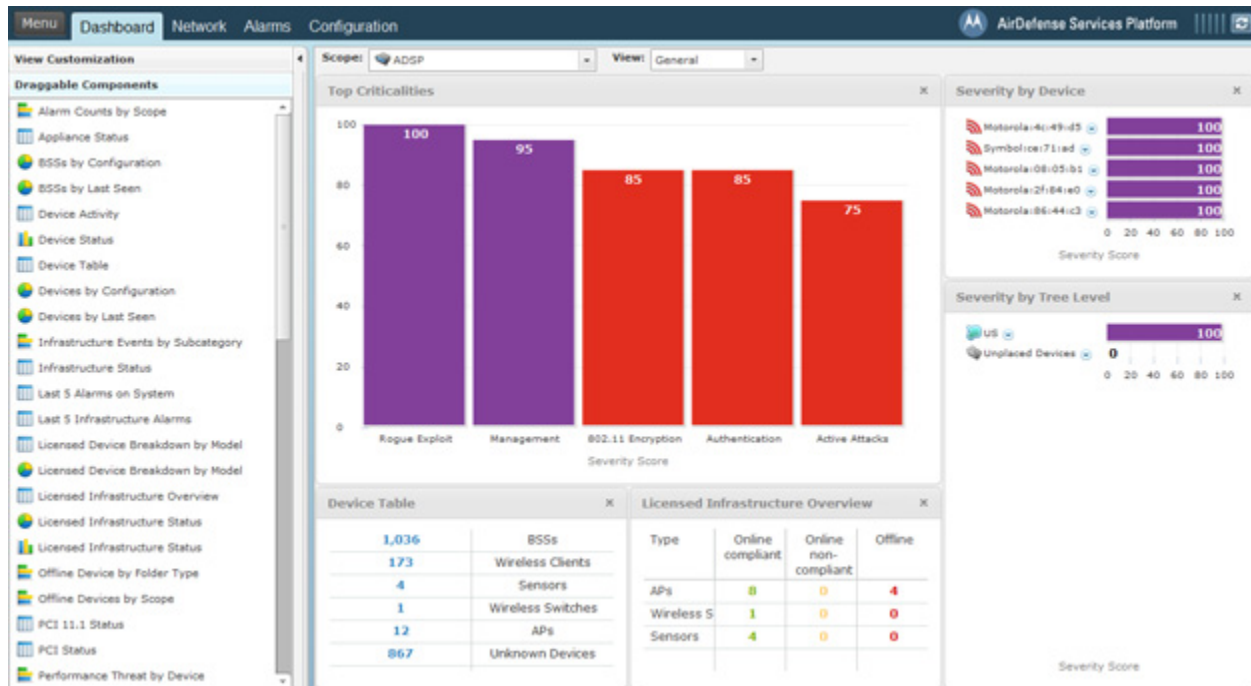 Menu Dashboard Network Alarms Configuration AirDefense Services Platform
View Customization
Draggable Components
Alarm Counts by Scope
Appliance Status
BSSs by Configuration
BSSs by Last Seen
Device Activity
Device Status
Device Table
Devices by Configuration
Devices by Last Seen
Infrastructure Events by Subcategory
Infrastructure Status
Last 5 Alarms on System
Last 5 Infrastructure Alarms
Licensed Device Breakdown by Model
Licensed Device Breakdown by Model
Licensed Infrastructure Overview
Licensed Infrastructure Status
Licensed Infrastructure Status
Offline Device by Folder Type
Offline Devices by Scope
PCI 11.1 Status
PCI Status
Performance Threat by Device
Scope: ADSP View: General
Top Criticalities
100
80
60
40
20
0
100
95
85
85
75
Rogue Exploit Management 802.11 Encryption Authentication Active Attacks
Severity Score
Device Table
1,036 BSSs
173 Wireless Clients
4 Sensors
1 Wireless Switches
12 APs
867 Unknown Devices
Licensed Infrastructure Overview
Type Online Online Offline
compliant non-
compliant
APs 8 0 4
Wireless S 1 0 0
Sensors 4 0 0
Severity by Device
Motorola:4c:49:d5 100
Symbol:ce:71:ad 100
Motorola:08:05:b1 100
Motorola:2f:84:e0 100
Motorola:86:44:c3 100
0 20 40 60 80 100
Severity Score
Severity by Tree Level
US 100
Unplaced Devices 0
0 20 40 60 80 100
Severity Score